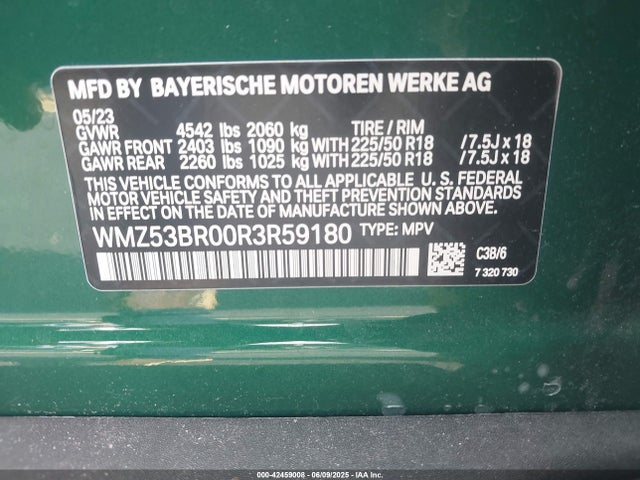 MFD BY BAYERISCHE MOTOREN WERKE AG
05/23
GVWR 4542 lbs 2060 kg TIRE / RIM
GAWR FRONT 2403 lbs 1090 kg WITH 225/50 R18 / 7.5J x 18
GAWR REAR 2260 lbs 1025 kg WITH 225/50 R18 / 7.5J x 18
THIS VEHICLE CONFORMS TO ALL APPLICABLE U. S. FEDERAL
MOTOR VEHICLE SAFETY AND THEFT PREVENTION STANDARDS
IN EFFECT ON THE DATE OF MANUFACTURE SHOWN ABOVE.
WMZ53BR00R3R59180 TYPE: MPV
C3B/6
7 320 730
000-42459008 - 06/09/2025 - IAA Inc.